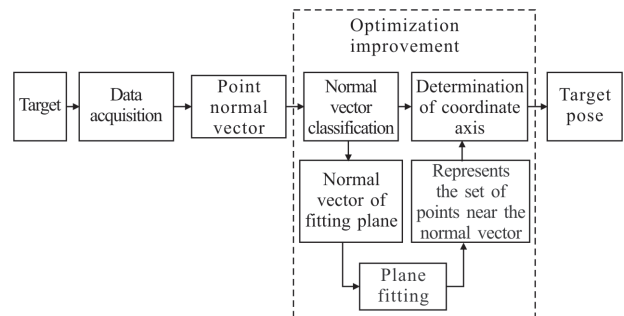 Optimization
improvement
Target
Data
acquisition
Point
normal
vector
Normal
vector
classification
Determination
of coordinate
axis
Target
pose
Normal
vector of
fitting plane
Represents
the set of
points near the
normal vector
Plane
fitting